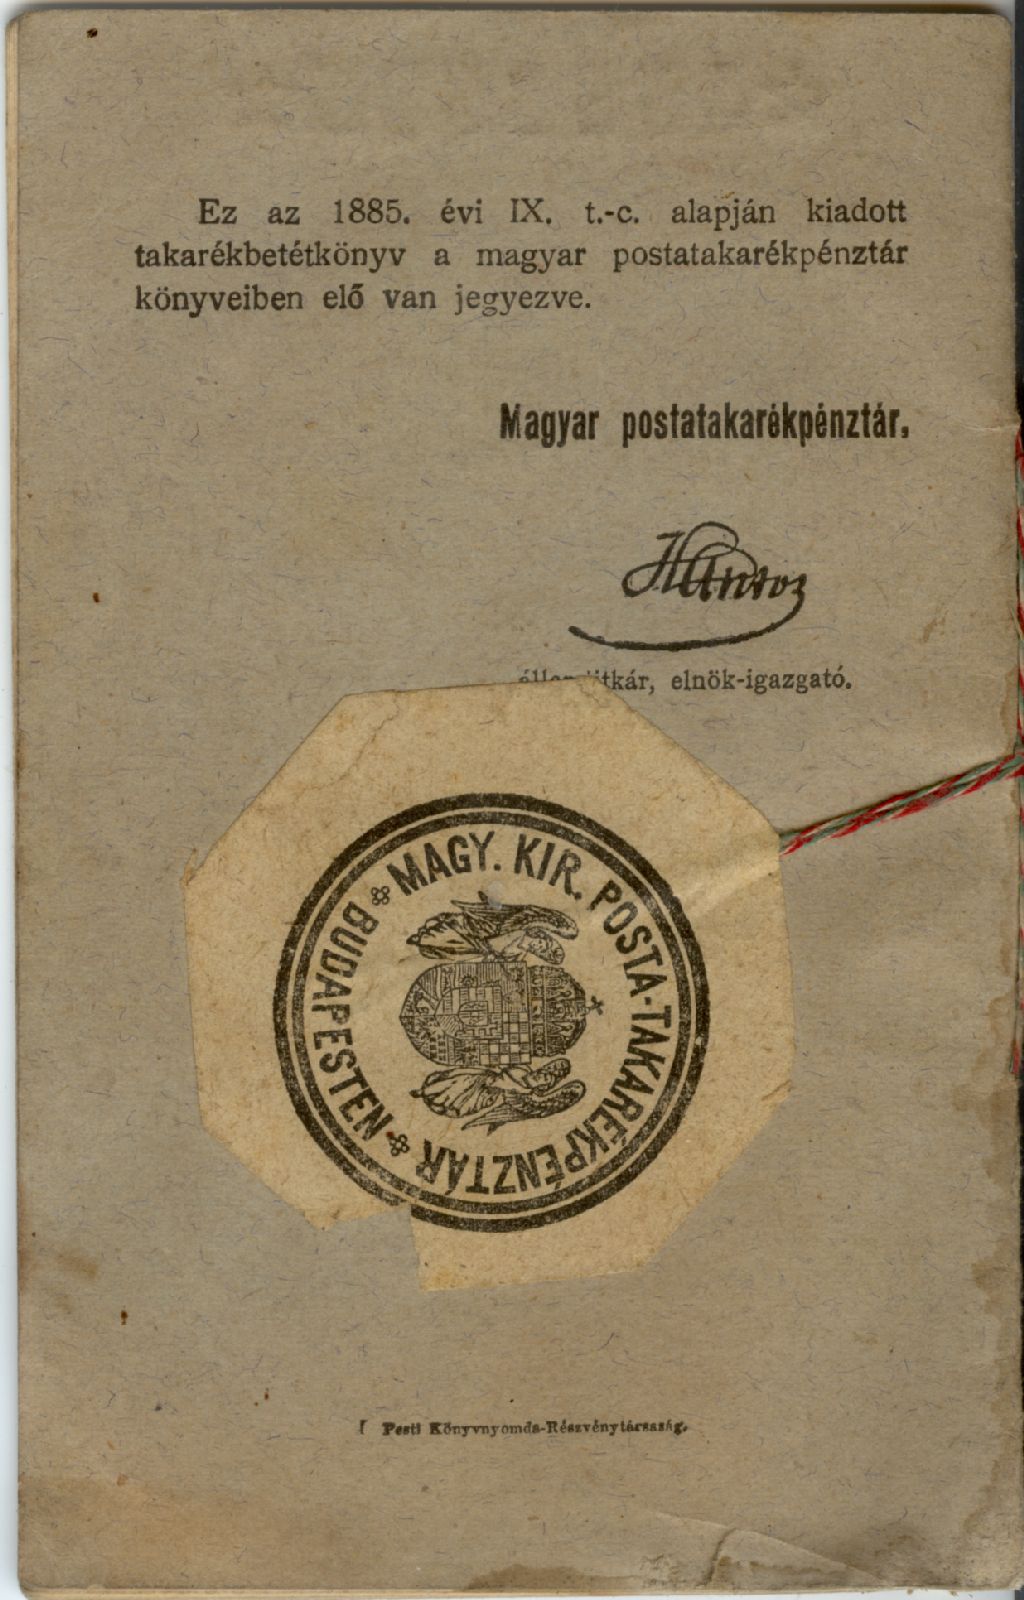 Ez az 1885. évi IX. t.-c. alapján kiadott
takarékbetétkönyv a magyar postatakarékpénztár
könyveiben elő van jegyezve.
Magyar postatakarékpénztár.
Hantos
elnök-igazgató.
MAGY. KIR. POSTA-TAKARÉKPÉNZTÁR
BUDAPESTEN
Pesti Könyvnyomda-Részvénytársaság.